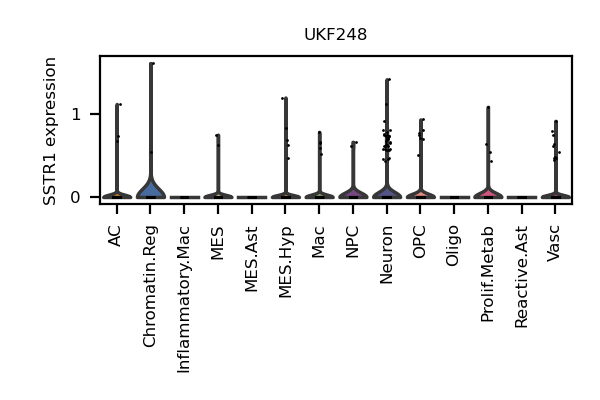 UKF248
SSTR1 expression
1
0
AC
Chromatin.Reg
Inflammatory.Mac
MES
MES.Ast
MES.Hyp
Mac
NPC
Neuron
OPC
Oligo
Prolif.Metab
Reactive.Ast
Vasc